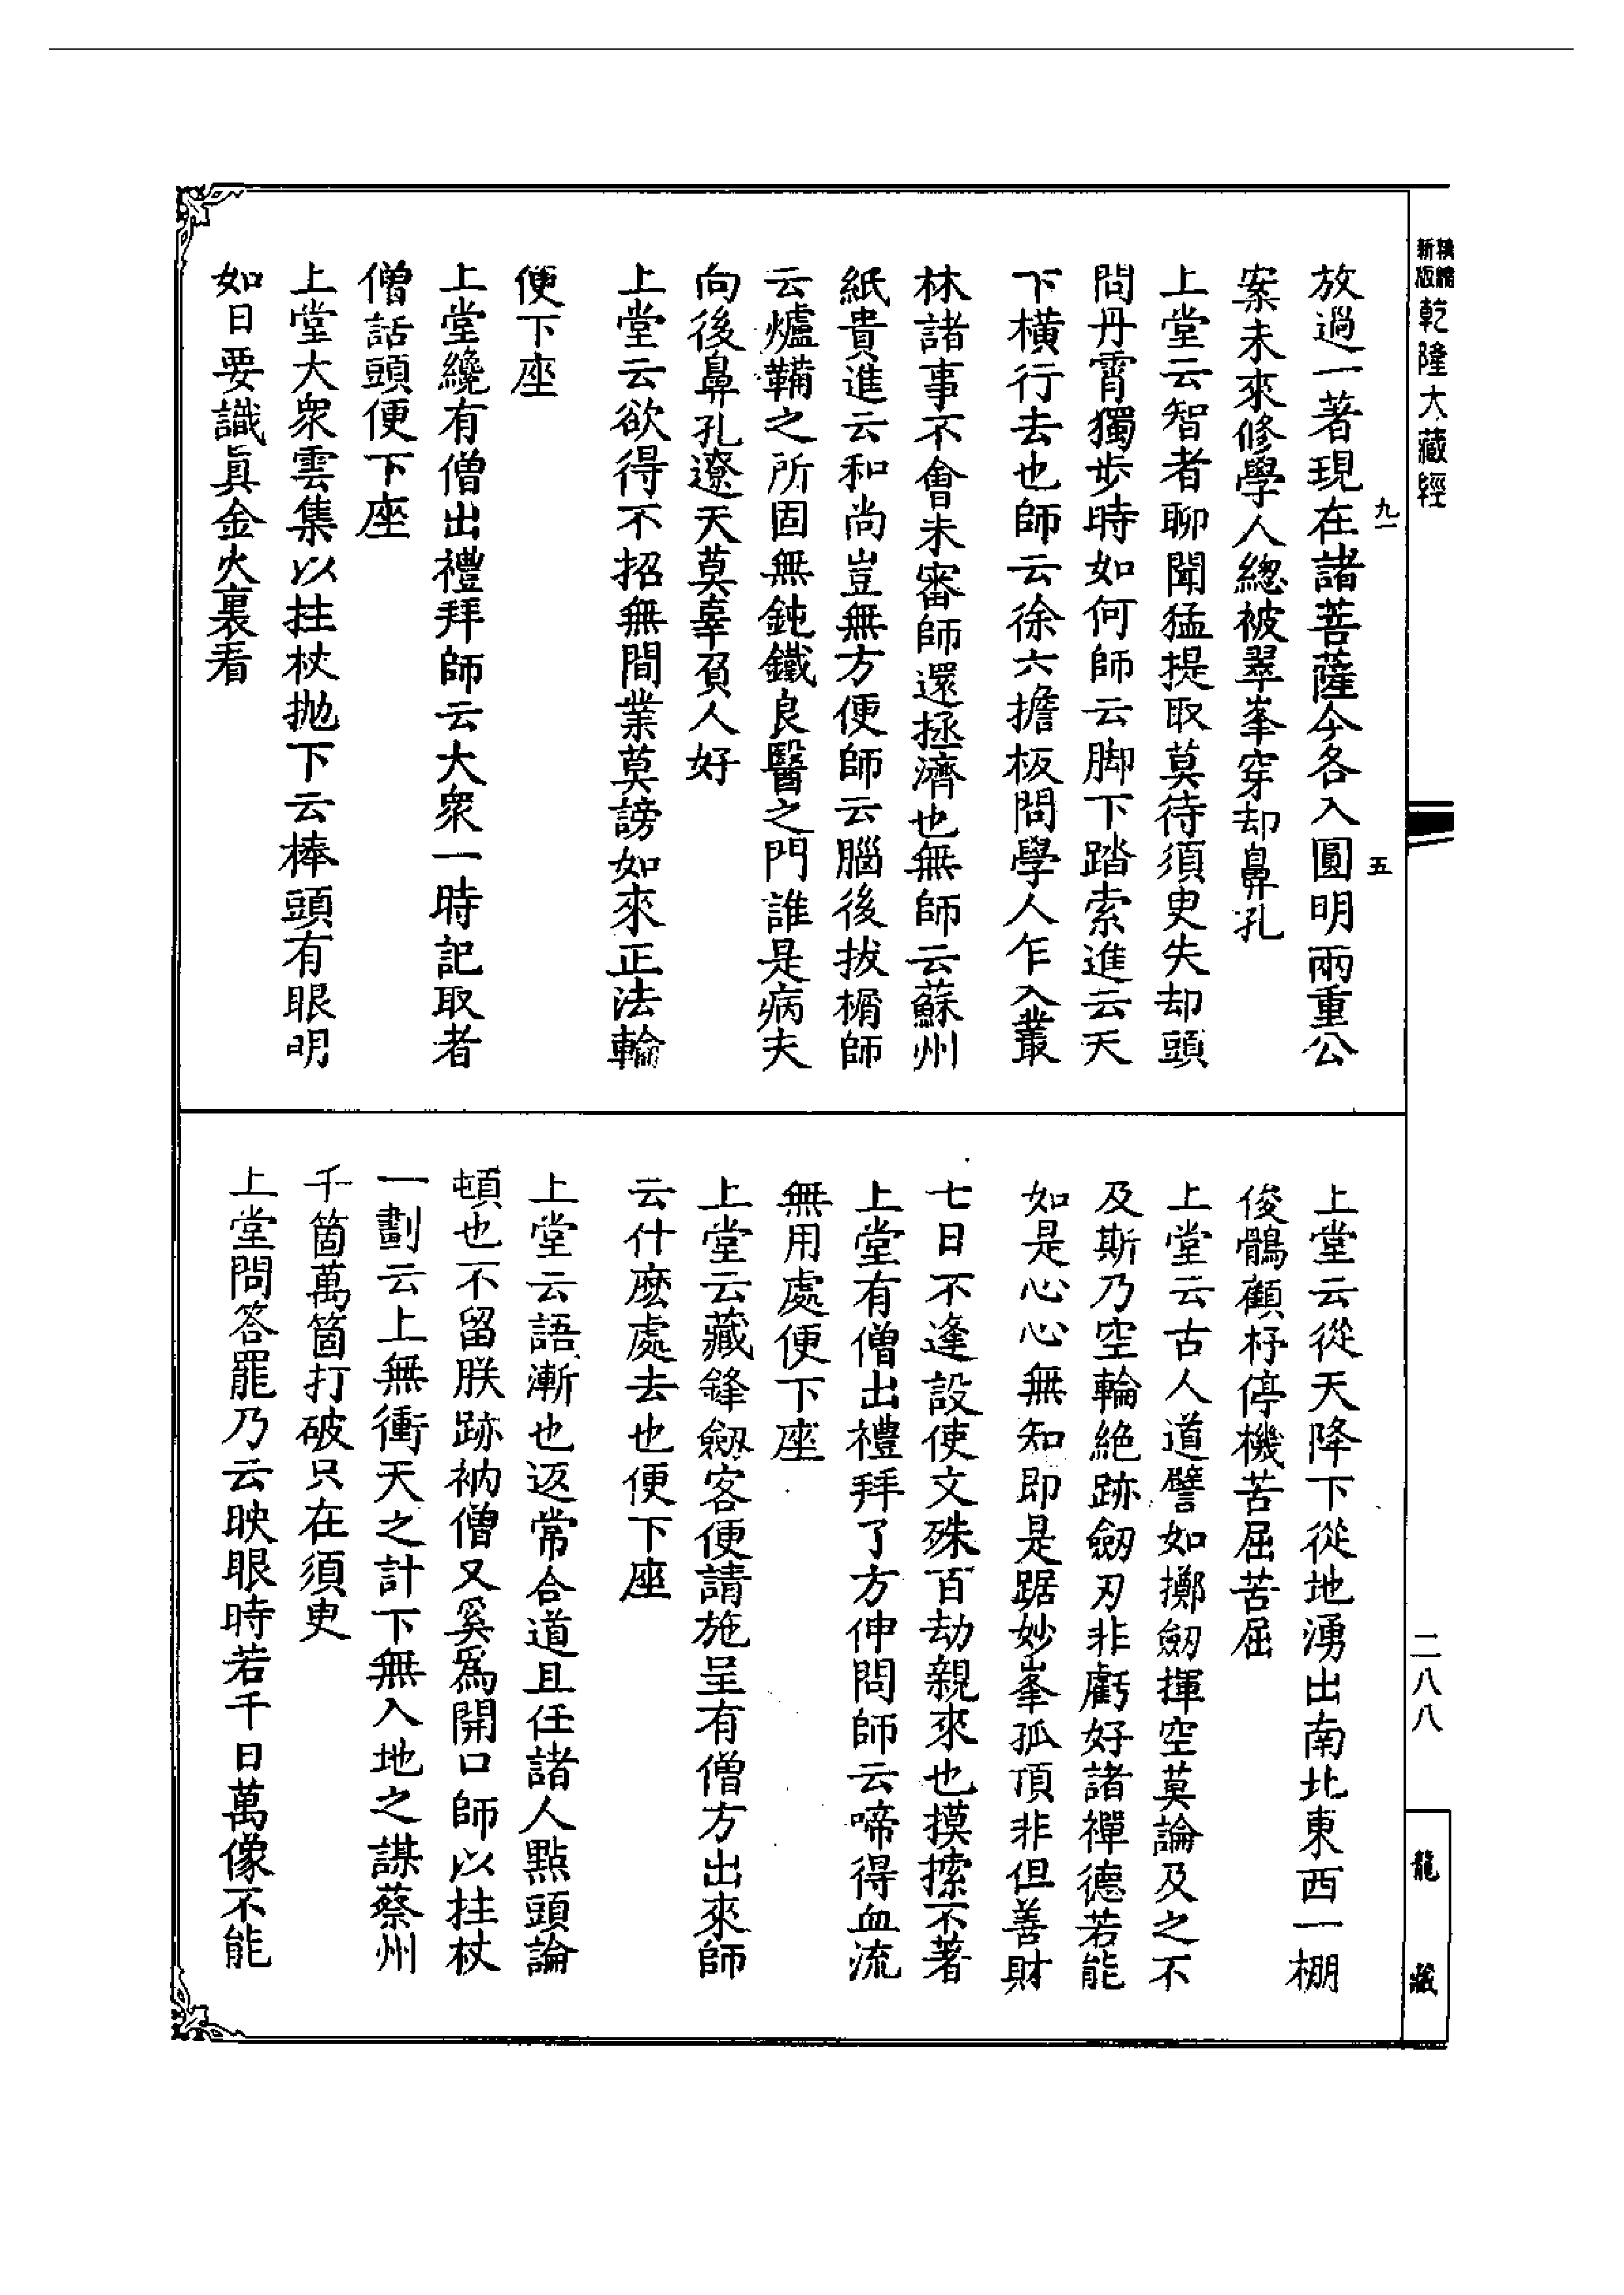 精縮新版
乾隆大藏經
九一
五
放過一著現在諸菩薩今各入圓明兩重公
案未來修學人總被翠峯穿却鼻孔
上堂云智者聊聞猛提取莫待須臾失却頭
問丹霄獨步時如何師云脚下踏索進云天
下橫行去也師云徐六擔板問學人乍入叢
林諸事不會未審師還拯濟也無師云蘇州
紙貴進云和尚豈無方便師云腦後拔楔師
云爐鞴之所固無鈍鐵良醫之門誰是病夫
向後鼻孔遼天莫辜負人好
上堂云欲得不招無間業莫謗如來正法輪
便下座
上堂纔有僧出禮拜師云大衆一時記取者
僧話頭便下座
上堂大衆雲集以拄杖拋下云棒頭有眼明
如日要識眞金火裏看
上堂云從天降下從地湧出南北東西一棚
俊鶻顧杼停機苦屈苦屈
上堂云古人道譬如擲劒揮空莫論及之不
及斯乃空輪絕跡劒刃非虧好諸禪德若能
如是心心無知即是踞妙峯孤頂非但善財
七日不逢設使文殊百劫親來也摸𢱢不著
上堂有僧出禮拜了方伸問師云啼得血流
無用處便下座
上堂云藏鋒劒客便請施呈有僧方出來師
云什麽處去也便下座
上堂云語漸也返常合道且任諸人點頭論
頓也不留朕跡衲僧又奚爲開口師以拄杖
一劃云上無衝天之計下無入地之謀蔡州
千箇萬箇打破只在須臾
上堂問答罷乃云映眼時若千日萬像不能
二八八
龍藏